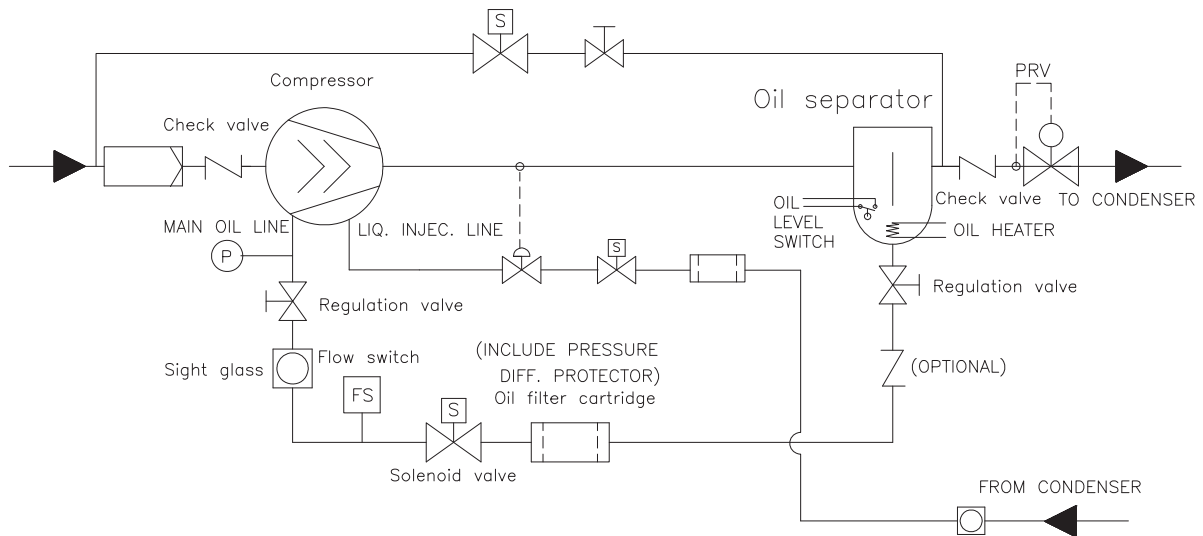 S
Compressor
PRV
Oil separator
Check valve
Check valve
TO CONDENSER
OIL
LEVEL
SWITCH
OIL HEATER
MAIN OIL LINE
LIQ. INJEC. LINE
P
S
Regulation valve
Regulation valve
Flow switch
Sight glass
(INCLUDE PRESSURE
DIFF. PROTECTOR)
Oil filter cartridge
(OPTIONAL)
FS
S
Solenoid valve
FROM CONDENSER